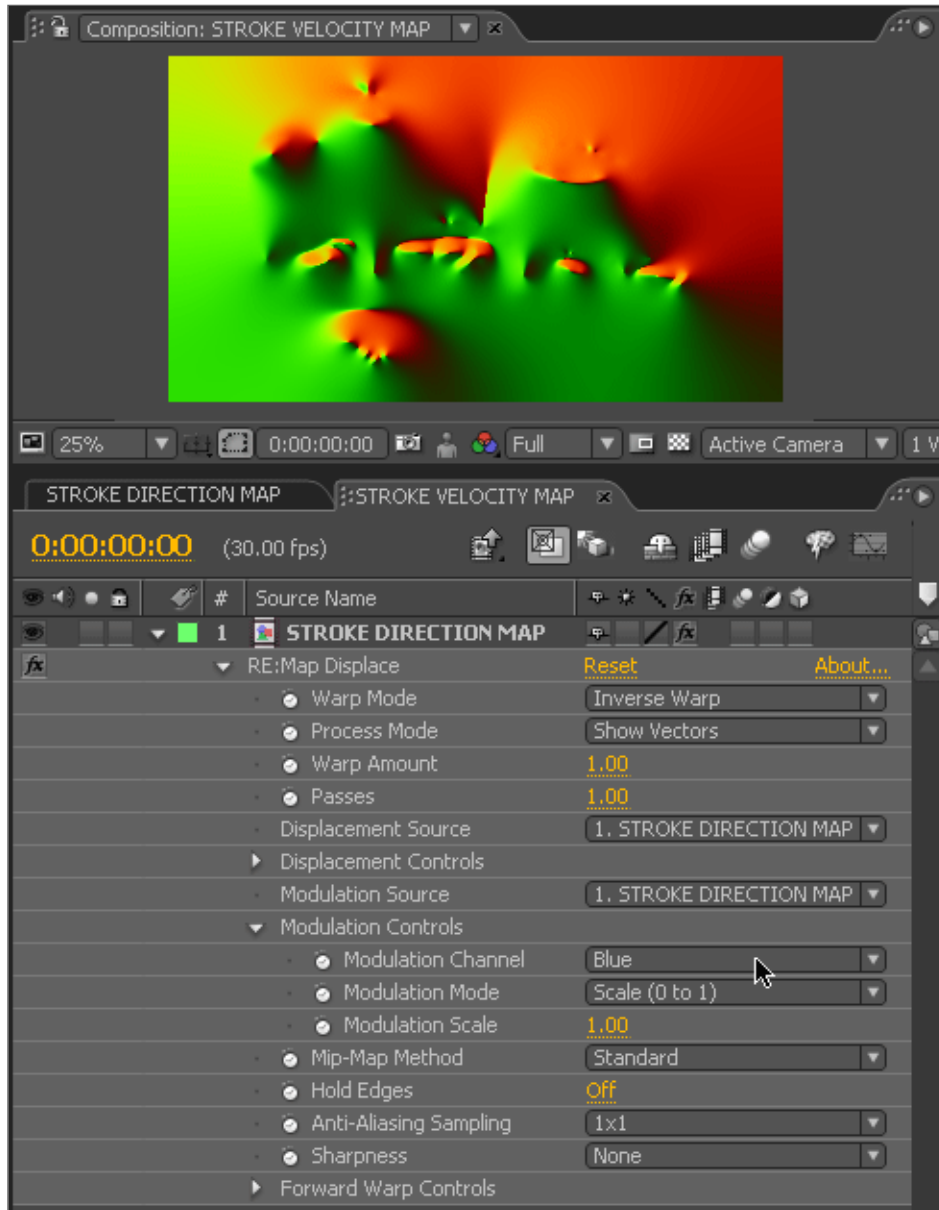 Composition: STROKE VELOCITY MAP
25% 0:00:00:00 Full Active Camera 1 V
STROKE DIRECTION MAP STROKE VELOCITY MAP
0:00:00:00 (30.00 fps)
# Source Name fx
1 STROKE DIRECTION MAP fx
fx RE:Map Displace Reset About...
Warp Mode Inverse Warp
Process Mode Show Vectors
Warp Amount 1.00
Passes 1.00
Displacement Source 1. STROKE DIRECTION MAP
Displacement Controls
Modulation Source 1. STROKE DIRECTION MAP
Modulation Controls
Modulation Channel Blue
Modulation Mode Scale (0 to 1)
Modulation Scale 1.00
Mip-Map Method Standard
Hold Edges Off
Anti-Aliasing Sampling 1x1
Sharpness None
Forward Warp Controls